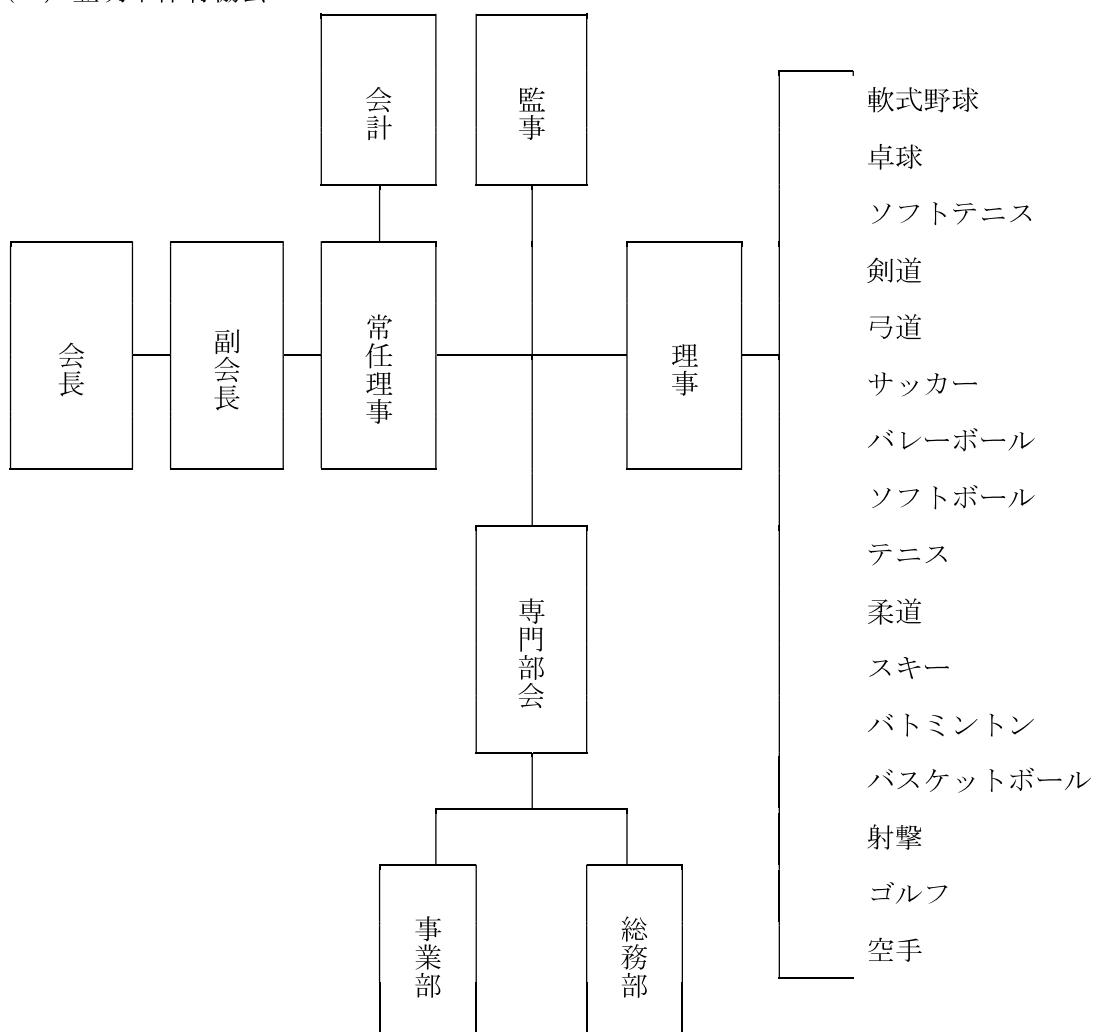 会計
監事
会長
副会長
常任理事
理事
専門部会
事業部
総務部
軟式野球
卓球
ソフトテニス
剣道
弓道
サッカー
バレーボール
ソフトボール
テニス
柔道
スキー
バトミントン
バスケットボール
射撃
ゴルフ
空手